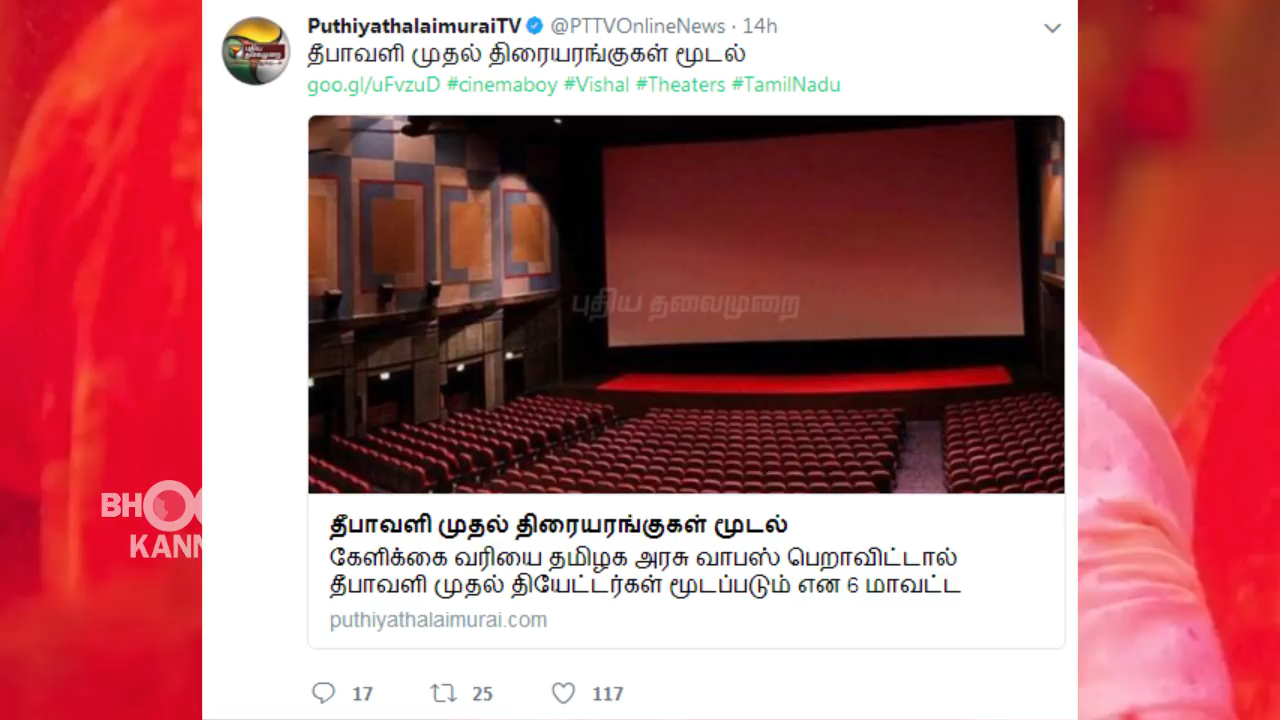 PuthiyathalaimuraiTV @PTTVOnlineNews · 14h
தீபாவளி முதல் திரையரங்குகள் மூடல்
goo.gl/uFvzuD #cinemaboy #Vishal #Theaters #TamilNadu
புதிய தலைமுறை
தீபாவளி முதல் திரையரங்குகள் மூடல்
கேளிக்கை வரியை தமிழக அரசு வாபஸ் பெறாவிட்டால்
தீபாவளி முதல் தியேட்டர்கள் மூடப்படும் என 6 மாவட்ட
puthiyathalaimurai.com
17 25 117